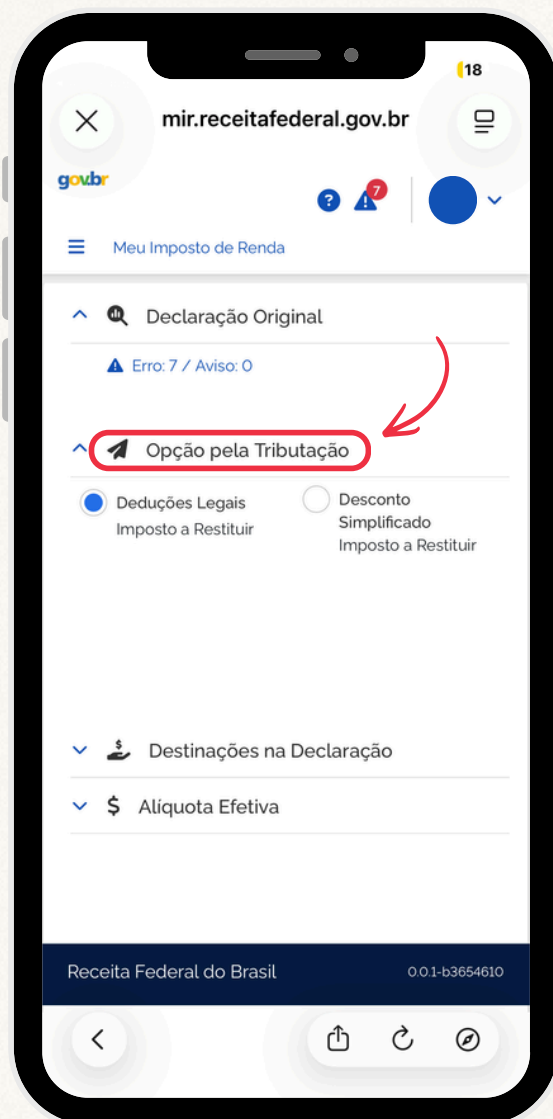 18
mir.receitafederal.gov.br
gov.br
?
7
Meu Imposto de Renda
Declaração Original
Erro: 7 / Aviso: 0
Opção pela Tributação
Deduções Legais
Imposto a Restituir
Desconto
Simplificado
Imposto a Restituir
Destinações na Declaração
$ Alíquota Efetiva
Receita Federal do Brasil
0.0.1-b3654610